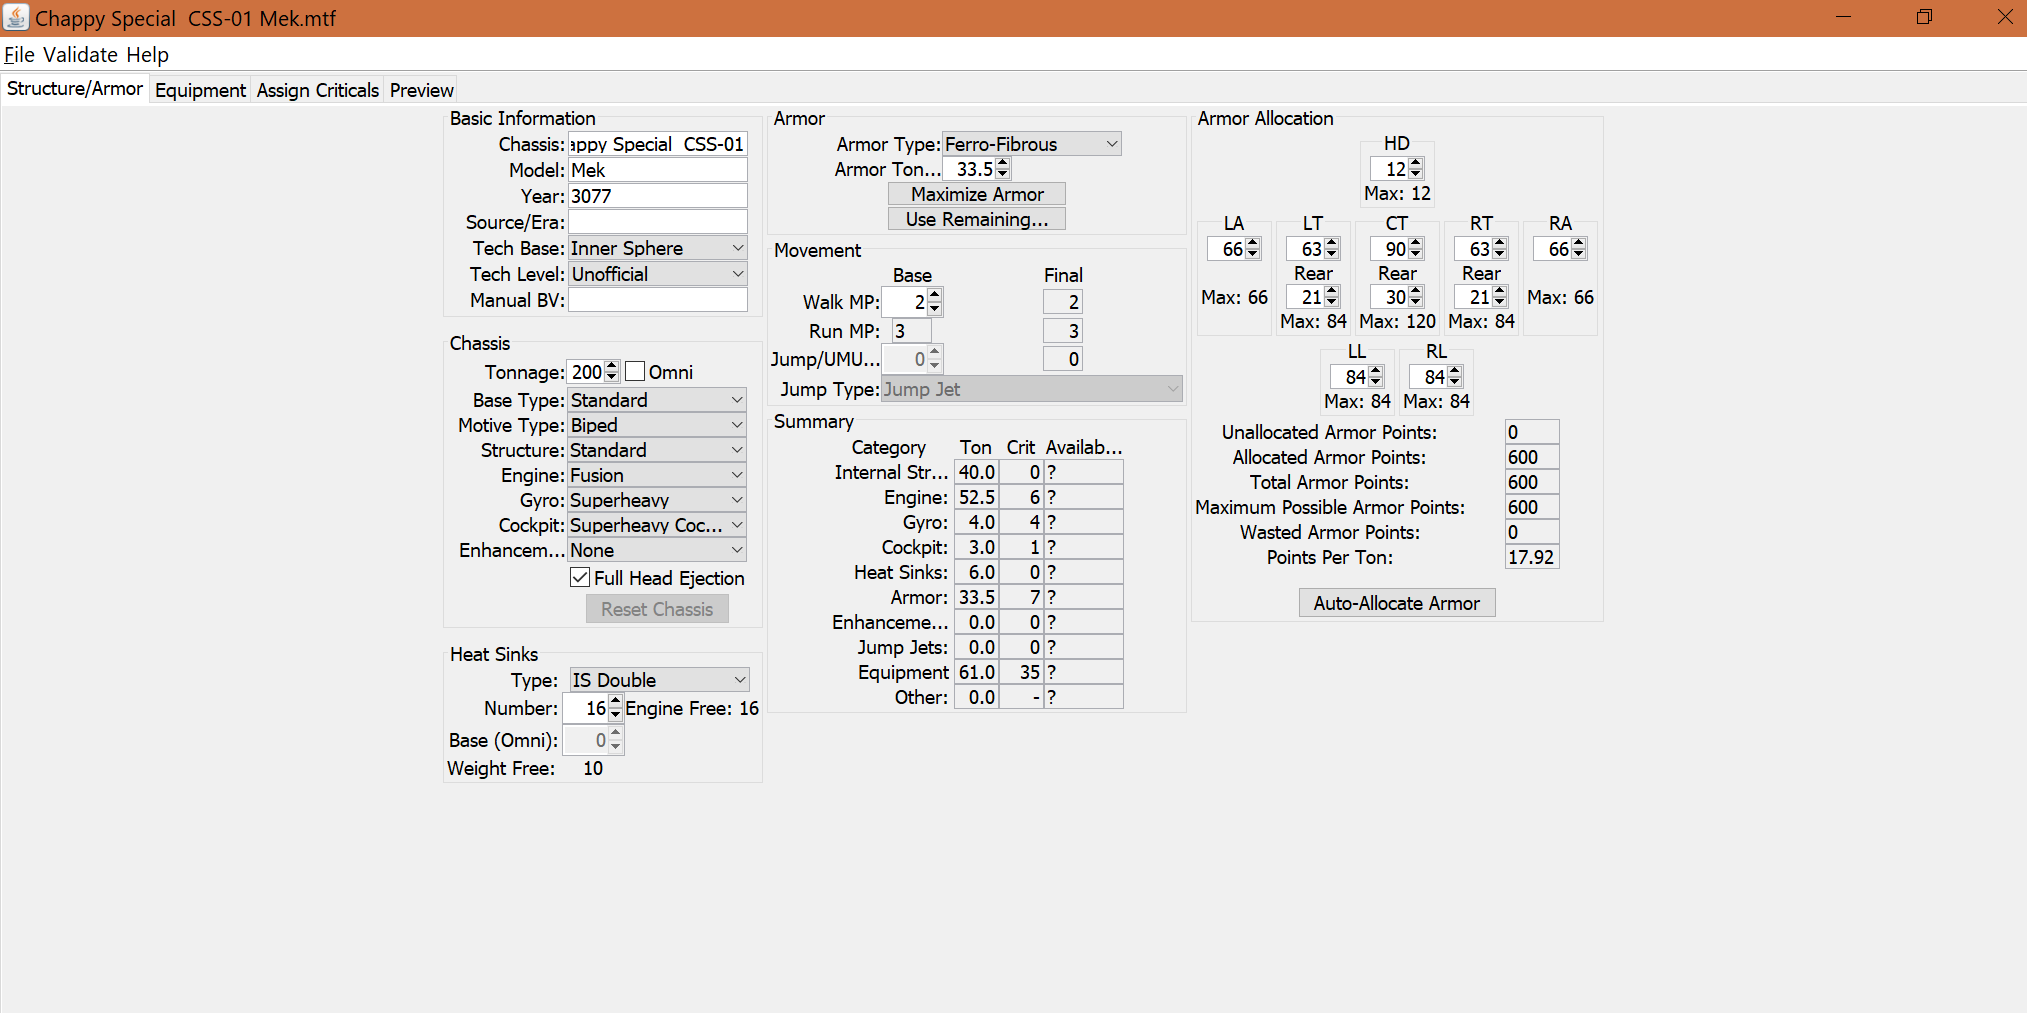 Chappy Special  CSS-01 Mek.mtf
File Validate Help
Structure/Armor Equipment Assign Criticals Preview
Basic Information
Chassis: appy Special  CSS-01
Model: Mek
Year: 3077
Source/Era:
Tech Base: Inner Sphere
Tech Level: Unofficial
Manual BV:
Chassis
Tonnage: 200 Omni
Base Type: Standard
Motive Type: Biped
Structure: Standard
Engine: Fusion
Gyro: Superheavy
Cockpit: Superheavy Coc...
Enhancem... None
Full Head Ejection
Reset Chassis
Heat Sinks
Type: IS Double
Number: 16 Engine Free: 16
Base (Omni): 0
Weight Free: 10
Armor
Armor Type: Ferro-Fibrous
Armor Ton... 33.5
Maximize Armor
Use Remaining...
Movement
Base Final
Walk MP: 2 2
Run MP: 3 3
Jump/UMU... 0 0
Jump Type: Jump Jet
Summary
Category Ton Crit Availab...
Internal Str... 40.0 0 ?
Engine: 52.5 6 ?
Gyro: 4.0 4 ?
Cockpit: 3.0 1 ?
Heat Sinks: 6.0 0 ?
Armor: 33.5 7 ?
Enhanceme... 0.0 0 ?
Jump Jets: 0.0 0 ?
Equipment 61.0 35 ?
Other: 0.0 - ?
Armor Allocation
HD
12
Max: 12
LA LT CT RT RA
66 63 90 63 66
Rear Rear Rear
Max: 66 21 30 21 Max: 66
Max: 84 Max: 120 Max: 84
LL RL
84 84
Max: 84 Max: 84
Unallocated Armor Points: 0
Allocated Armor Points: 600
Total Armor Points: 600
Maximum Possible Armor Points: 600
Wasted Armor Points: 0
Points Per Ton: 17.92
Auto-Allocate Armor